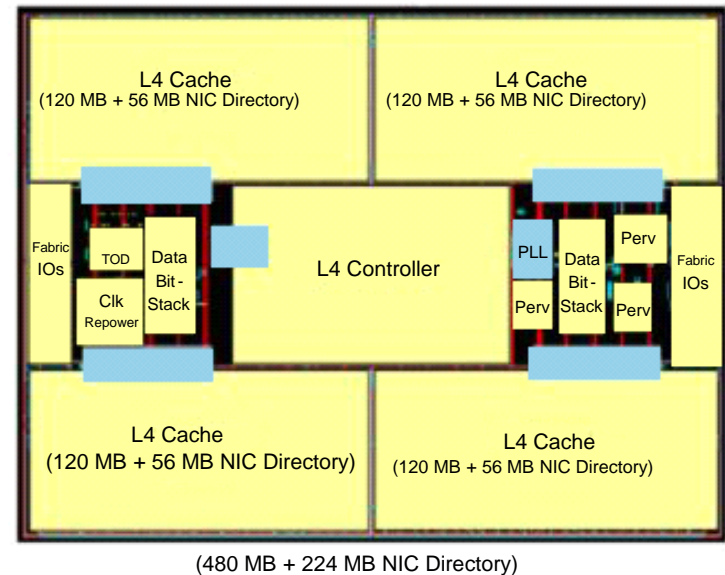 L4 Cache
(120 MB + 56 MB NIC Directory)
L4 Cache
(120 MB + 56 MB NIC Directory)
Fabric
IOs
TOD
Clk
Repower
Data
Bit-
Stack
L4 Controller
PLL
Perv
Data
Bit-
Stack
Perv
Perv
Fabric
IOs
L4 Cache
(120 MB + 56 MB NIC Directory)
L4 Cache
(120 MB + 56 MB NIC Directory)
(480 MB + 224 MB NIC Directory)